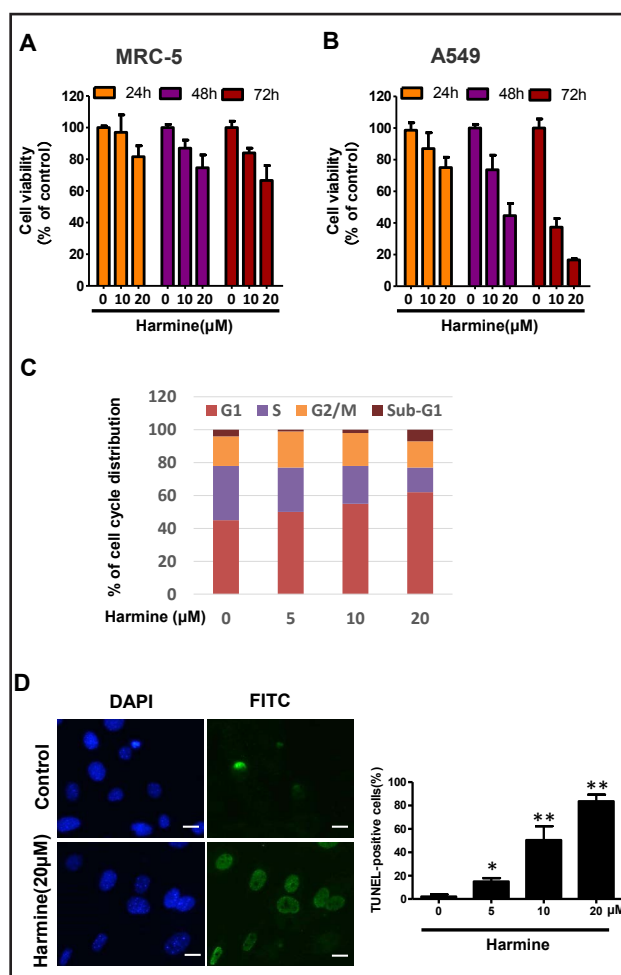 A
MRC-5
24h 48h 72h
Cell viability
(% of control)
120
100
80
60
40
20
0
0 10 20 0 10 20 0 10 20
Harmine(μM)
B
A549
24h 48h 72h
Cell viability
(% of control)
120
100
80
60
40
20
0
0 10 20 0 10 20 0 10 20
Harmine(μM)
C
G1 S G2/M Sub-G1
% of cell cycle distribution
120
100
80
60
40
20
0
Harmine (μM) 0 5 10 20
D
DAPI FITC
Control
Harmine(20μM)
TUNEL-positive cells(%)
100
80
60
40
20
0
* ** **
0 5 10 20 μM
Harmine